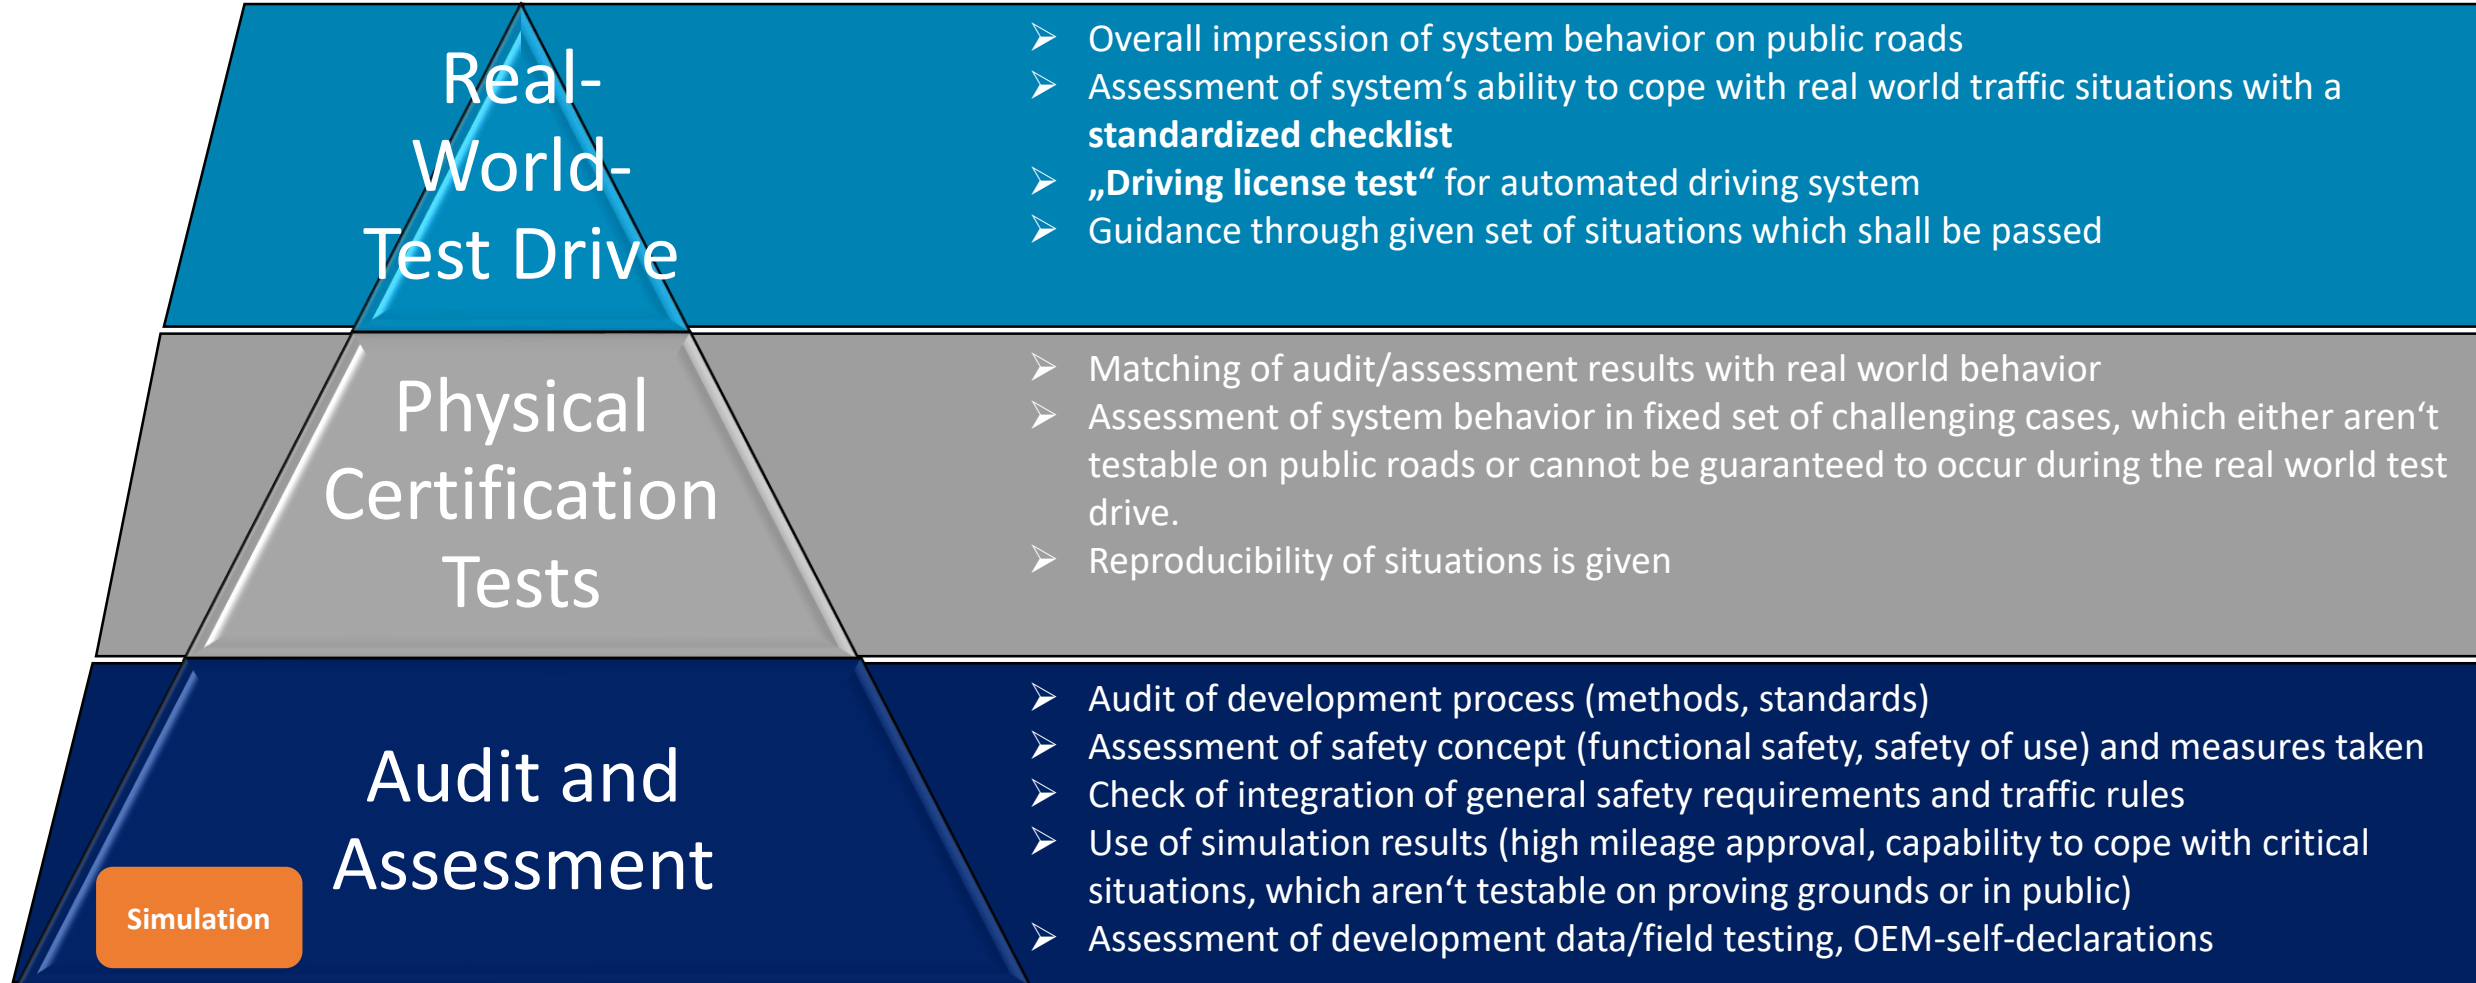 Real-
World-
Test Drive
➢ Overall impression of system behavior on public roads
➢ Assessment of system‘s ability to cope with real world traffic situations with a
standardized checklist
➢ „Driving license test“ for automated driving system
➢ Guidance through given set of situations which shall be passed
Physical
Certification
Tests
➢ Matching of audit/assessment results with real world behavior
➢ Assessment of system behavior in fixed set of challenging cases, which either aren‘t
testable on public roads or cannot be guaranteed to occur during the real world test
drive.
➢ Reproducibility of situations is given
Audit and
Assessment
Simulation
➢ Audit of development process (methods, standards)
➢ Assessment of safety concept (functional safety, safety of use) and measures taken
➢ Check of integration of general safety requirements and traffic rules
➢ Use of simulation results (high mileage approval, capability to cope with critical
situations, which aren‘t testable on proving grounds or in public)
➢ Assessment of development data/field testing, OEM-self-declarations